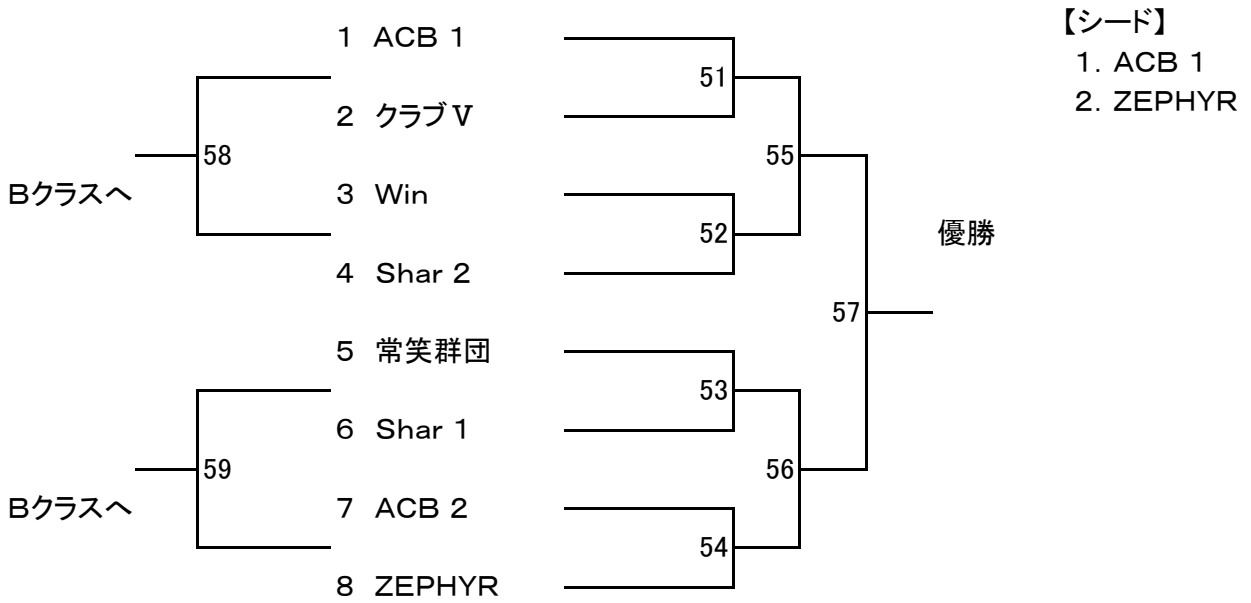 1 ACB 1
2 クラブⅤ
3 Win
4 Shar 2
5 常笑群団
6 Shar 1
7 ACB 2
8 ZEPHYR
58
Bクラスへ
59
Bクラスへ
51
52
53
54
55
56
57
優勝
【シード】
1. ACB 1
2. ZEPHYR